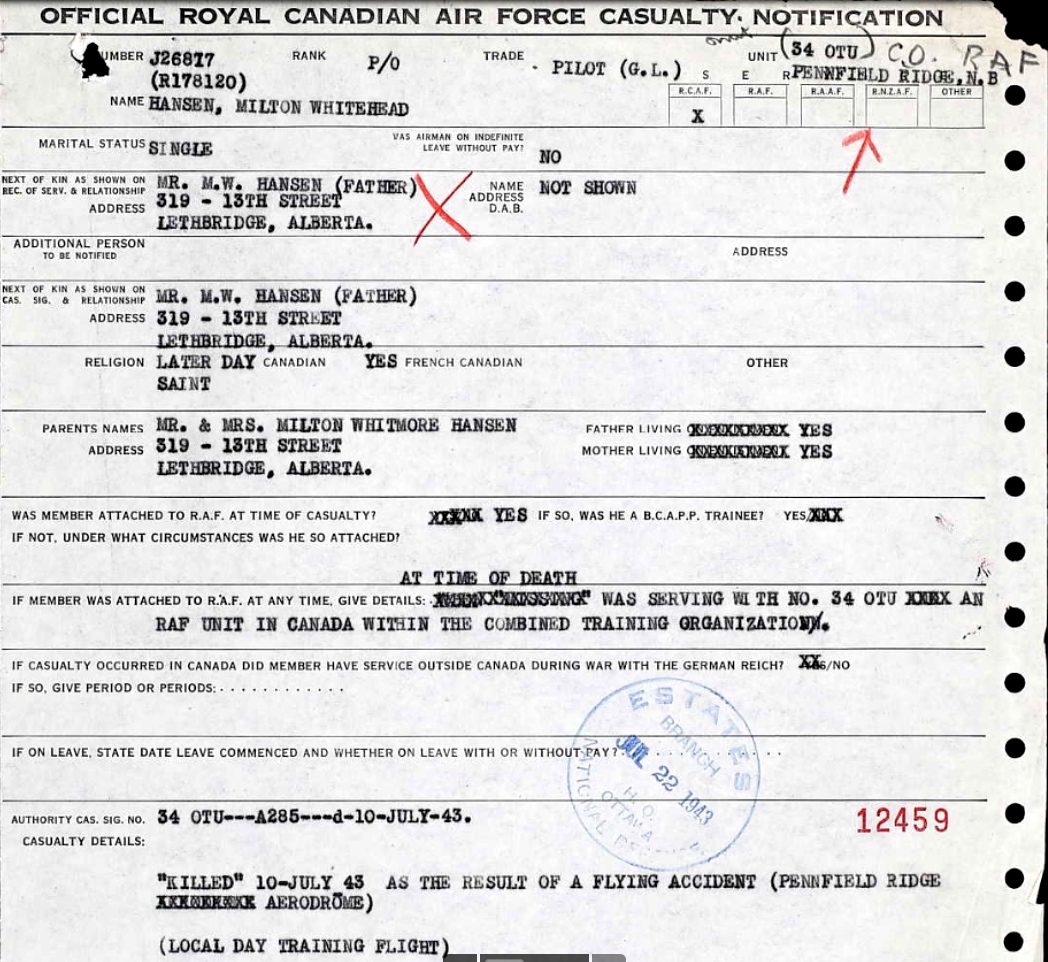 OFFICIAL ROYAL CANADIAN AIR FORCE CASUALTY NOTIFICATION
NUMBER J26877 RANK P/O TRADE PILOT (G.L.) UNIT (34 OTU) C.O. RAF
(R178120) PENNFIELD RIDGE.N.B
S E R
R.C.A.F. R.A.F. R.A.A.F. R.N.Z.A.F. OTHER
NAME HANSEN, MILTON WHITEHEAD X
MARITAL STATUS SINGLE WAS AIRMAN ON INDEFINITE LEAVE WITHOUT PAY? NO
NEXT OF KIN AS SHOWN ON REC. OF SERV. & RELATIONSHIP MR. M.W. HANSEN (FATHER) NAME ADDRESS D.A.B. NOT SHOWN
ADDRESS 319 - 13TH STREET
LETHBRIDGE, ALBERTA.
ADDITIONAL PERSON TO BE NOTIFIED ADDRESS
NEXT OF KIN AS SHOWN ON CAS. SIG. & RELATIONSHIP MR. M.W. HANSEN (FATHER)
ADDRESS 319 - 13TH STREET
LETHBRIDGE, ALBERTA.
RELIGION LATER DAY CANADIAN YES FRENCH CANADIAN OTHER
SAINT
PARENTS NAMES MR. & MRS. MILTON WHITMORE HANSEN FATHER LIVING YES
ADDRESS 319 - 13TH STREET MOTHER LIVING YES
LETHBRIDGE, ALBERTA.
WAS MEMBER ATTACHED TO R.A.F. AT TIME OF CASUALTY? YES IF SO, WAS HE A B.C.A.P.P. TRAINEE? YES/XXX
IF NOT, UNDER WHAT CIRCUMSTANCES WAS HE SO ATTACHED?
AT TIME OF DEATH
IF MEMBER WAS ATTACHED TO R.A.F. AT ANY TIME, GIVE DETAILS: WAS SERVING WITH NO. 34 OTU XXXX AN
RAF UNIT IN CANADA WITHIN THE COMBINED TRAINING ORGANIZATION.
IF CASUALTY OCCURRED IN CANADA DID MEMBER HAVE SERVICE OUTSIDE CANADA DURING WAR WITH THE GERMAN REICH? /NO
IF SO, GIVE PERIOD OR PERIODS: . . . . . . . . . . . .
IF ON LEAVE, STATE DATE LEAVE COMMENCED AND WHETHER ON LEAVE WITH OR WITHOUT PAY?
ESTATES
BRANCH
JUL 22 1943
H.Q.
OTTAWA
NATIONAL
AUTHORITY CAS. SIG. NO. 34 OTU---A285---d-10-JULY-43. 12459
CASUALTY DETAILS:
"KILLED" 10-JULY 43 AS THE RESULT OF A FLYING ACCIDENT (PENNFIELD RIDGE
AERODROME)
(LOCAL DAY TRAINING FLIGHT)